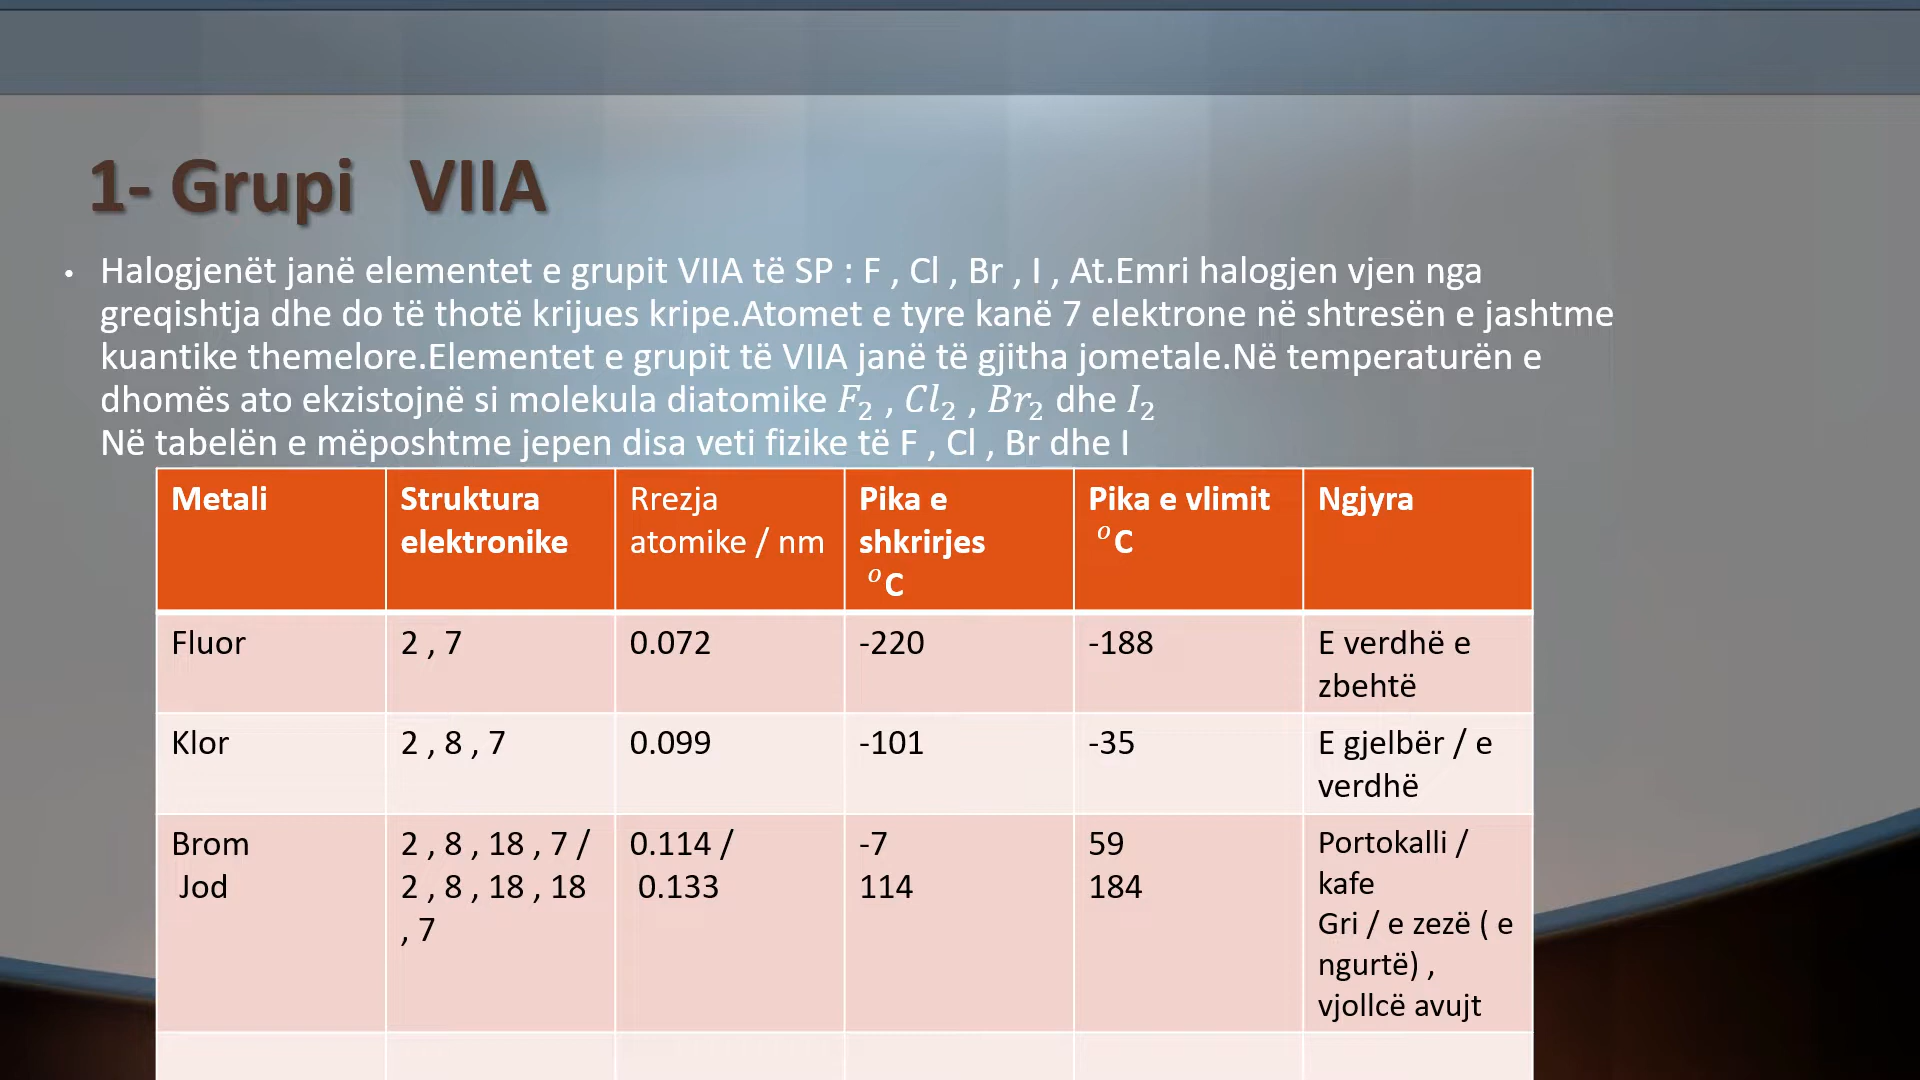 1- Grupi VIIA
• Halogjenët janë elementet e grupit VIIA të SP : F , Cl , Br , I , At.Emri halogjen vjen nga
greqishtja dhe do të thotë krijues kripe.Atomet e tyre kanë 7 elektrone në shtresën e jashtme
kuantike themelore.Elementet e grupit të VIIA janë të gjitha jometale.Në temperaturën e
dhomës ato ekzistojnë si molekula diatomike F₂ , Cl₂ , Br₂ dhe I₂
Në tabelën e mëposhtme jepen disa veti fizike të F , Cl , Br dhe I
Metali
Struktura
elektronike
Rrezja
atomike / nm
Pika e
shkrirjes
°C
Pika e vlimit
°C
Ngjyra
Fluor
2 , 7
0.072
-220
-188
E verdhë e
zbehtë
Klor
2 , 8 , 7
0.099
-101
-35
E gjelbër / e
verdhë
Brom
Jod
2 , 8 , 18 , 7 /
2 , 8 , 18 , 18
, 7
0.114 /
0.133
-7
114
59
184
Portokalli /
kafe
Gri / e zezë ( e
ngurtë) ,
vjollcë avujt